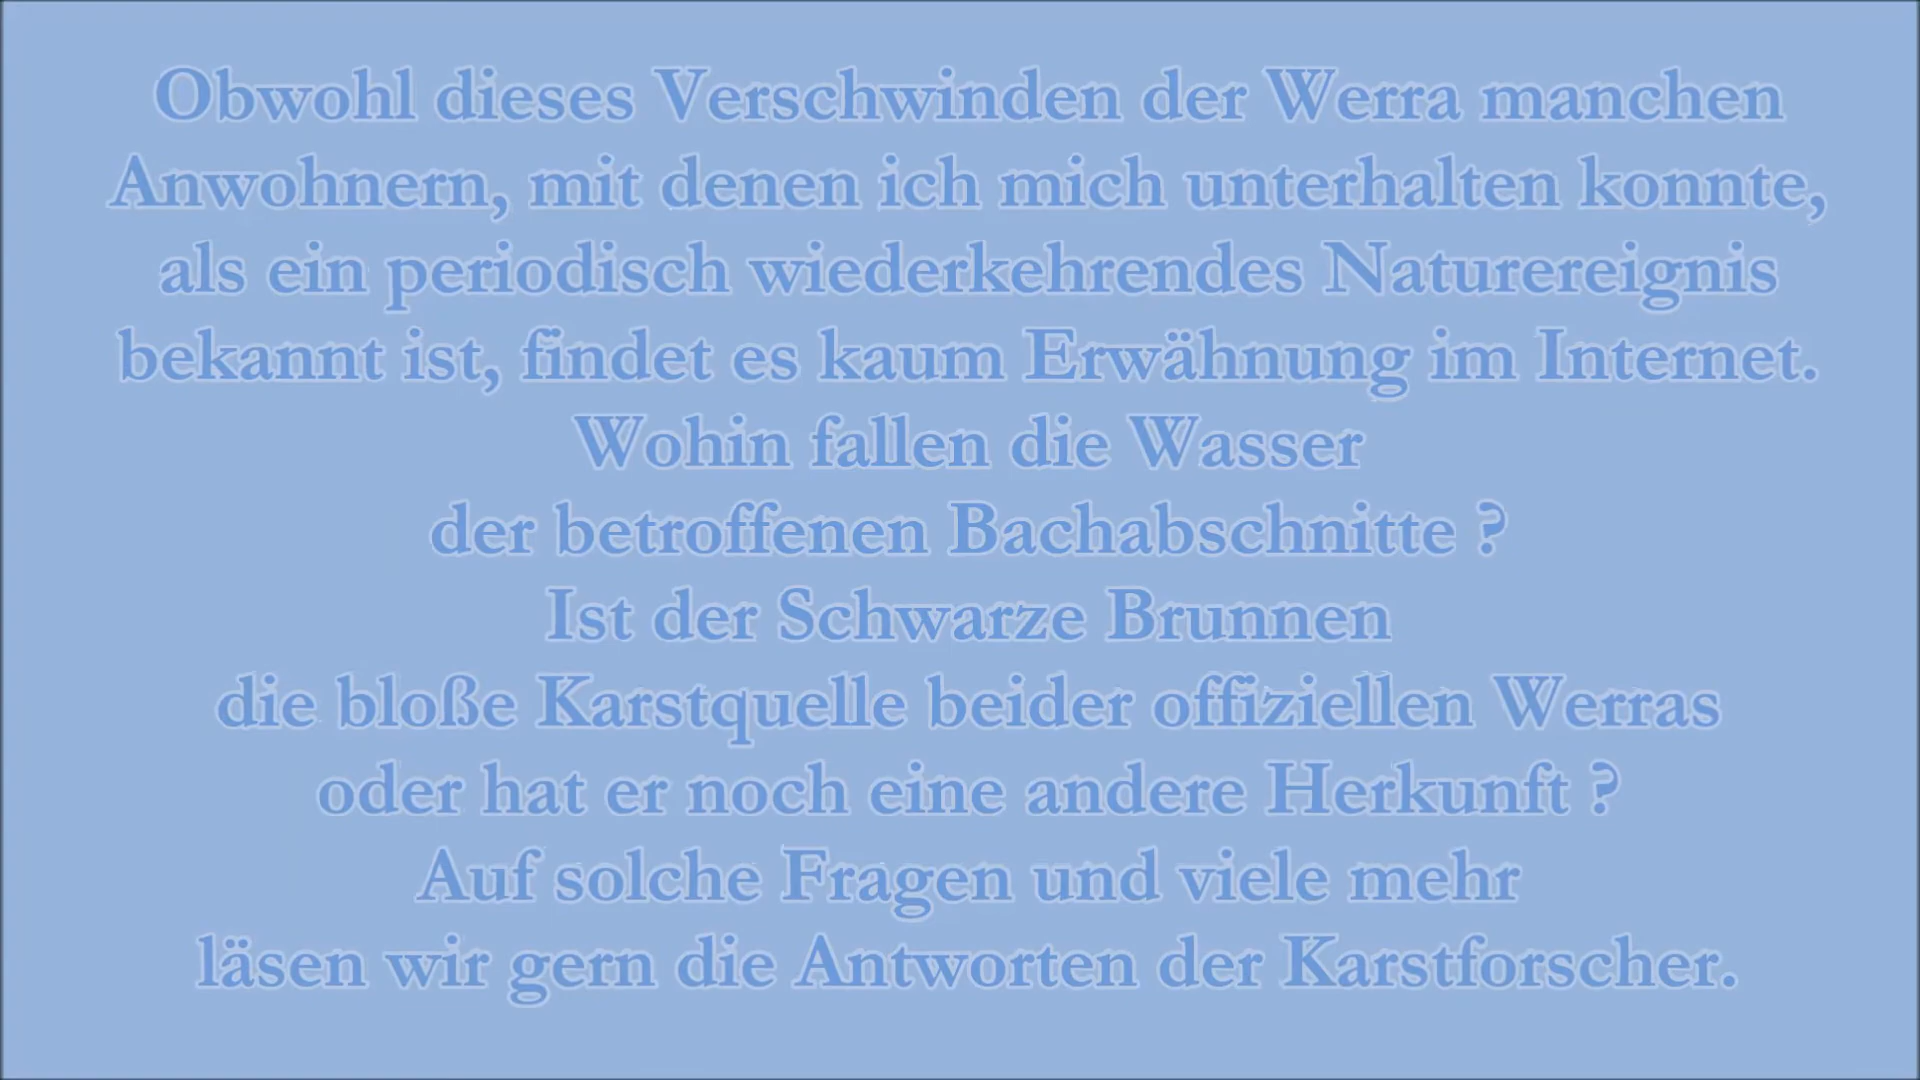 Obwohl dieses Verschwinden der Werra manchen
Anwohnern, mit denen ich mich unterhalten konnte,
als ein periodisch wiederkehrendes Naturereignis
bekannt ist, findet es kaum Erwähnung im Internet.
Wohin fallen die Wasser
der betroffenen Bachabschnitte ?
Ist der Schwarze Brunnen
die bloße Karstquelle beider offiziellen Werras
oder hat er noch eine andere Herkunft ?
Auf solche Fragen und viele mehr
läsen wir gern die Antworten der Karstforscher.